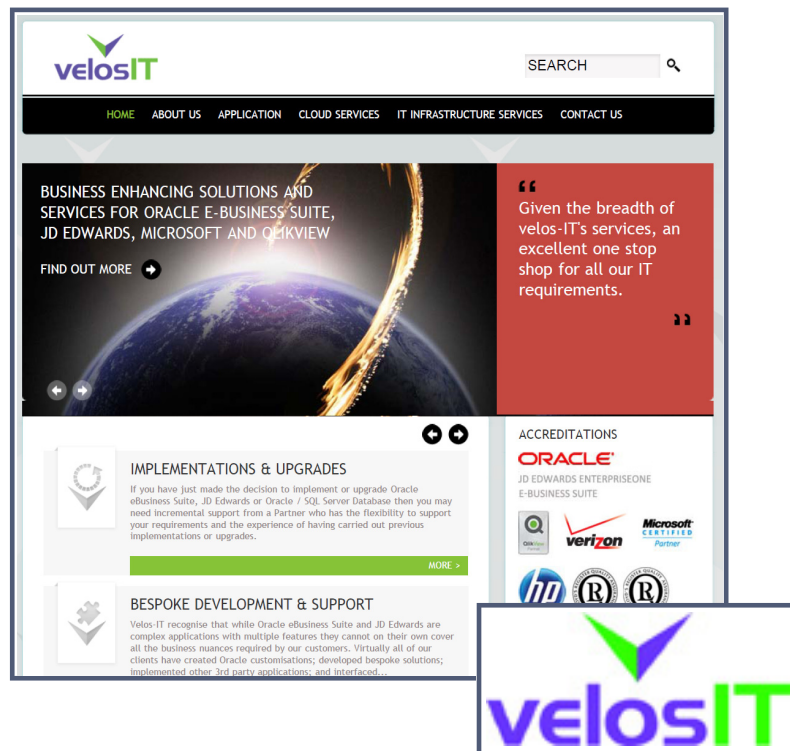 velosIT
SEARCH
HOME ABOUT US APPLICATION CLOUD SERVICES IT INFRASTRUCTURE SERVICES CONTACT US
BUSINESS ENHANCING SOLUTIONS AND
SERVICES FOR ORACLE E-BUSINESS SUITE,
JD EDWARDS, MICROSOFT AND QLIKVIEW
FIND OUT MORE
“
Given the breadth of
velos-IT's services, an
excellent one stop
shop for all our IT
requirements.
”
IMPLEMENTATIONS & UPGRADES
If you have just made the decision to implement or upgrade Oracle
eBusiness Suite, JD Edwards or Oracle / SQL Server Database then you may
need incremental support from a Partner who has the flexibility to support
your requirements and the experience of having carried out previous
implementations or upgrades.
MORE >
BESPOKE DEVELOPMENT & SUPPORT
Velos-IT recognise that while Oracle eBusiness Suite and JD Edwards are
complex applications with multiple features they cannot on their own cover
all the business nuances required by our customers. Virtually all of our
clients have created Oracle customisations; developed bespoke solutions;
implemented other 3rd party applications; and interfaced...
ACCREDITATIONS
ORACLE
JD EDWARDS ENTERPRISEONE
E-BUSINESS SUITE
QlikView
verizon
Microsoft
CERTIFIED
Partner
hp
R
R
velosIT